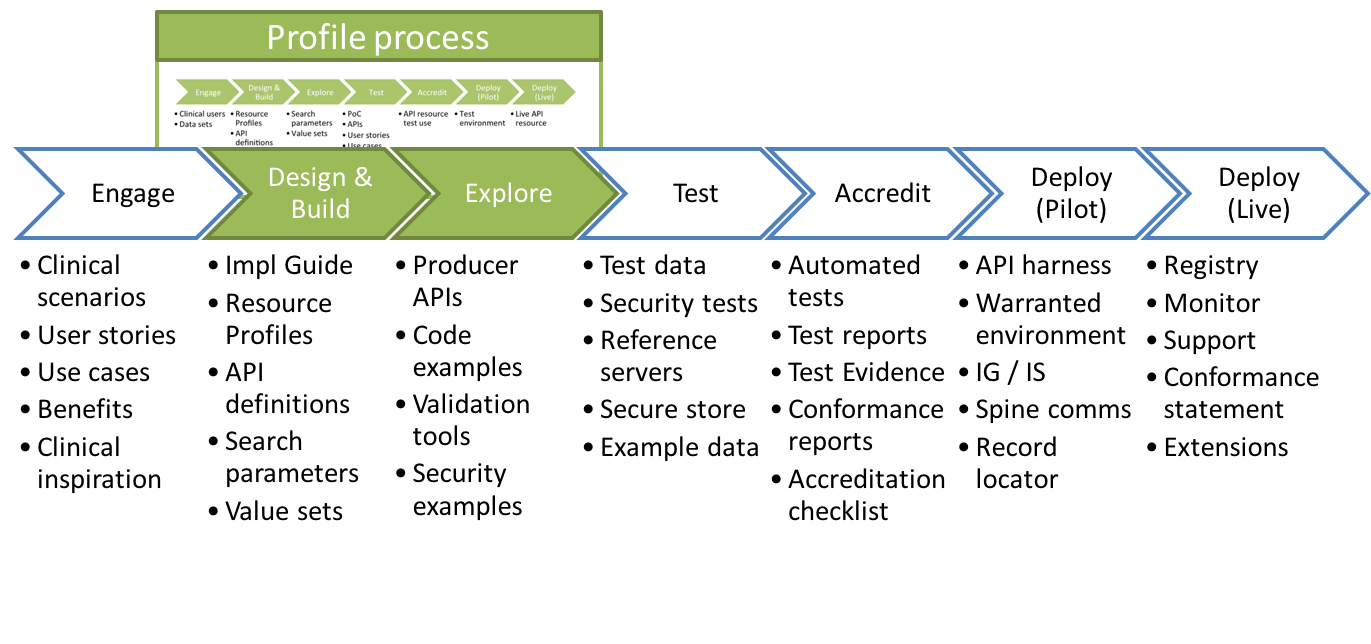 Profile process
Engage
Design &
Build
Explore
Test
Accredit
Deploy
(Pilot)
Deploy
(Live)
• Clinical users
• Data sets
• Resource
Profiles
• API
definitions
• Search
parameters
• Value sets
• PoC
• APIs
• User stories
• Use cases
• API resource
test use
• Test
environment
• Live API
resource
Engage
Design &
Build
Explore
Test
Accredit
Deploy
(Pilot)
Deploy
(Live)
• Clinical
scenarios
• User stories
• Use cases
• Benefits
• Clinical
inspiration
• Impl Guide
• Resource
Profiles
• API
definitions
• Search
parameters
• Value sets
• Producer
APIs
• Code
examples
• Validation
tools
• Security
examples
• Test data
• Security tests
• Reference
servers
• Secure store
• Example data
• Automated
tests
• Test reports
• Test Evidence
• Conformance
reports
• Accreditation
checklist
• API harness
• Warranted
environment
• IG / IS
• Spine comms
• Record
locator
• Registry
• Monitor
• Support
• Conformance
statement
• Extensions